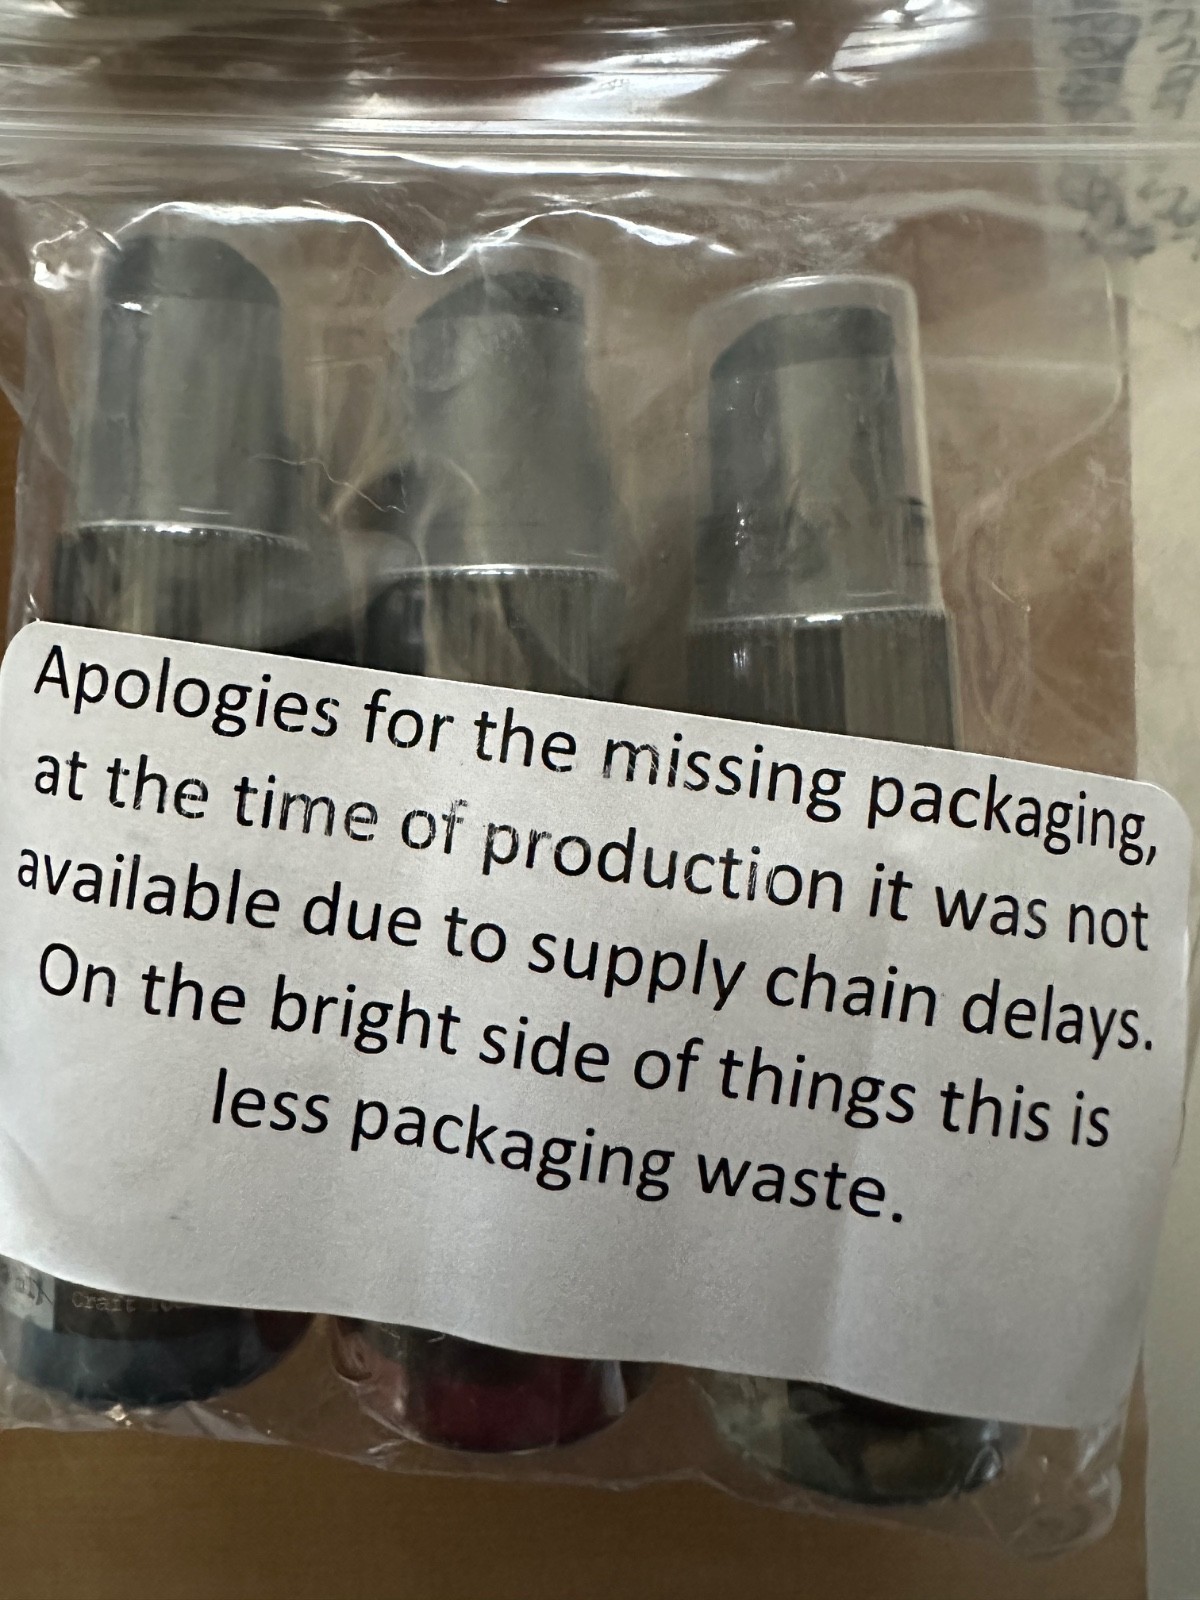 Apologies for the missing packaging,
at the time of production it was not
available due to supply chain delays.
On the bright side of things this is
less packaging waste.
Craft